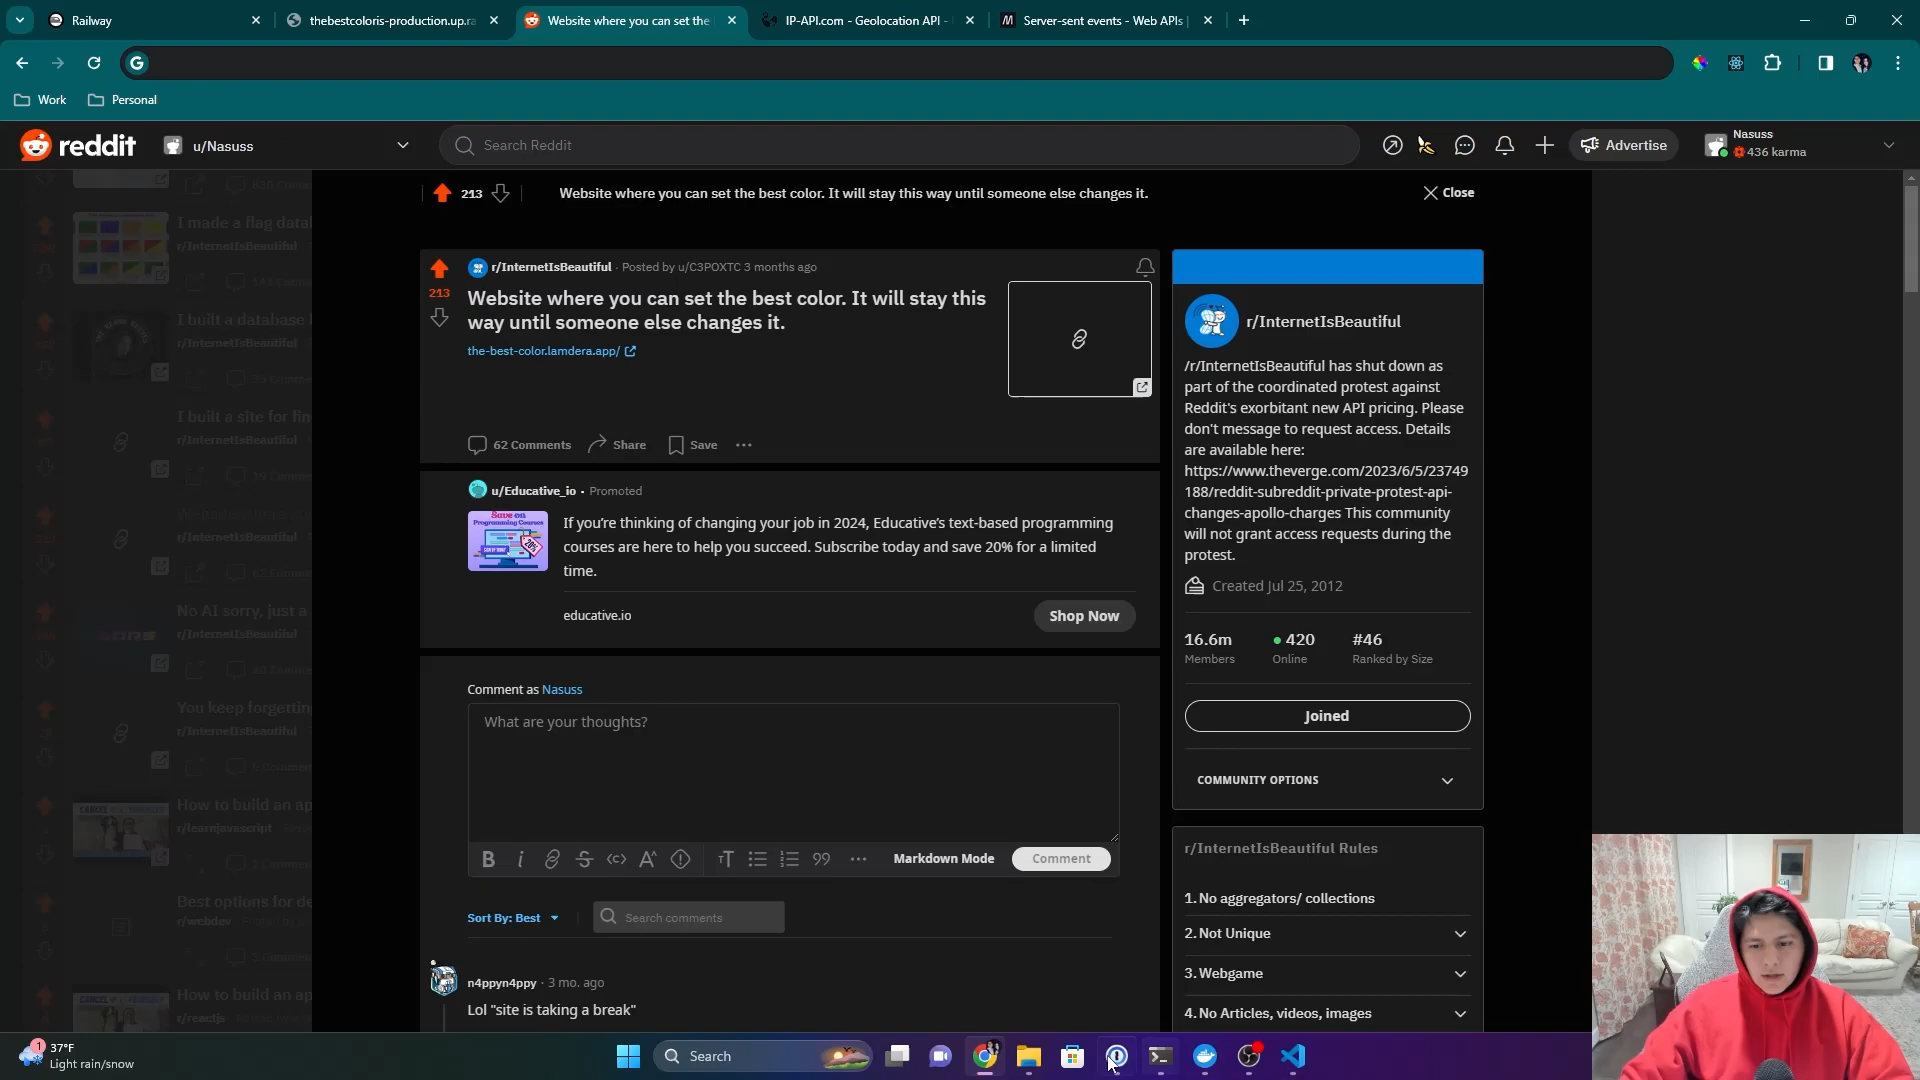 Railway
thebestcoloris-production.up.ra
Website where you can set the
IP-API.com - Geolocation API -
Server-sent events - Web APIs |
Work
Personal
reddit
u/Nasuss
Search Reddit
Advertise
Nasuss
436 karma
213
Website where you can set the best color. It will stay this way until someone else changes it.
Close
I made a flag datal
r/InternetIsBeautiful
I built a database f
r/InternetIsBeautiful
I built a site for fin
r/InternetIsBeautiful
r/InternetIsBeautiful
No AI sorry, just a
r/InternetIsBeautiful
You keep forgetting
r/InternetIsBeautiful
How to build an ap
r/learnjavascript
Best options for de
r/webdev
How to build an ap
r/reactjs
213
r/InternetIsBeautiful · Posted by u/C3POXTC 3 months ago
Website where you can set the best color. It will stay this
way until someone else changes it.
the-best-color.lamdera.app/
62 Comments
Share
Save
u/Educative_io • Promoted
Save on
Programming Courses
20%
If you're thinking of changing your job in 2024, Educative's text-based programming
courses are here to help you succeed. Subscribe today and save 20% for a limited
time.
educative.io
Shop Now
Comment as Nasuss
What are your thoughts?
Markdown Mode
Comment
Sort By: Best
Search comments
n4ppyn4ppy · 3 mo. ago
Lol "site is taking a break"
r/InternetIsBeautiful
/r/InternetIsBeautiful has shut down as
part of the coordinated protest against
Reddit's exorbitant new API pricing. Please
don't message to request access. Details
are available here:
https://www.theverge.com/2023/6/5/23749
188/reddit-subreddit-private-protest-api-
changes-apollo-charges This community
will not grant access requests during the
protest.
Created Jul 25, 2012
16.6m
Members
420
Online
#46
Ranked by Size
Joined
COMMUNITY OPTIONS
r/InternetIsBeautiful Rules
1. No aggregators/ collections
2. Not Unique
3. Webgame
4. No Articles, videos, images
1
37°F
Light rain/snow
Search